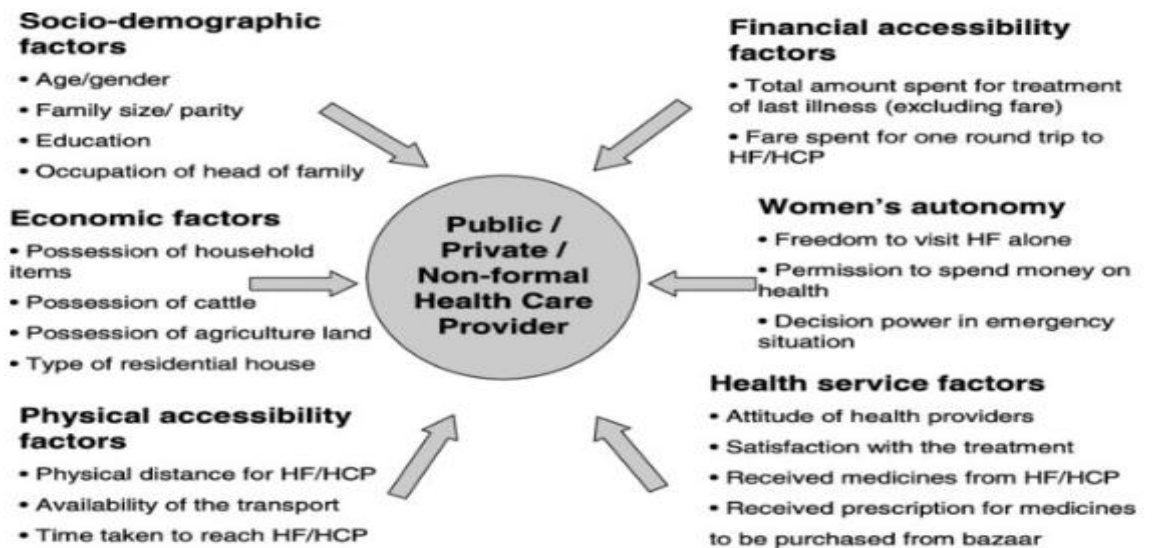 Socio-demographic
factors
• Age/gender
• Family size/ parity
• Education
• Occupation of head of family
Economic factors
• Possession of household
items
• Possession of cattle
• Possession of agriculture land
• Type of residential house
Physical accessibility
factors
• Physical distance for HF/HCP
• Availability of the transport
• Time taken to reach HF/HCP
Public /
Private /
Non-formal
Health Care
Provider
Financial accessibility
factors
• Total amount spent for treatment
of last illness (excluding fare)
• Fare spent for one round trip to
HF/HCP
Women's autonomy
• Freedom to visit HF alone
• Permission to spend money on
health
• Decision power in emergency
situation
Health service factors
• Attitude of health providers
• Satisfaction with the treatment
• Received medicines from HF/HCP
• Received prescription for medicines
to be purchased from bazaar